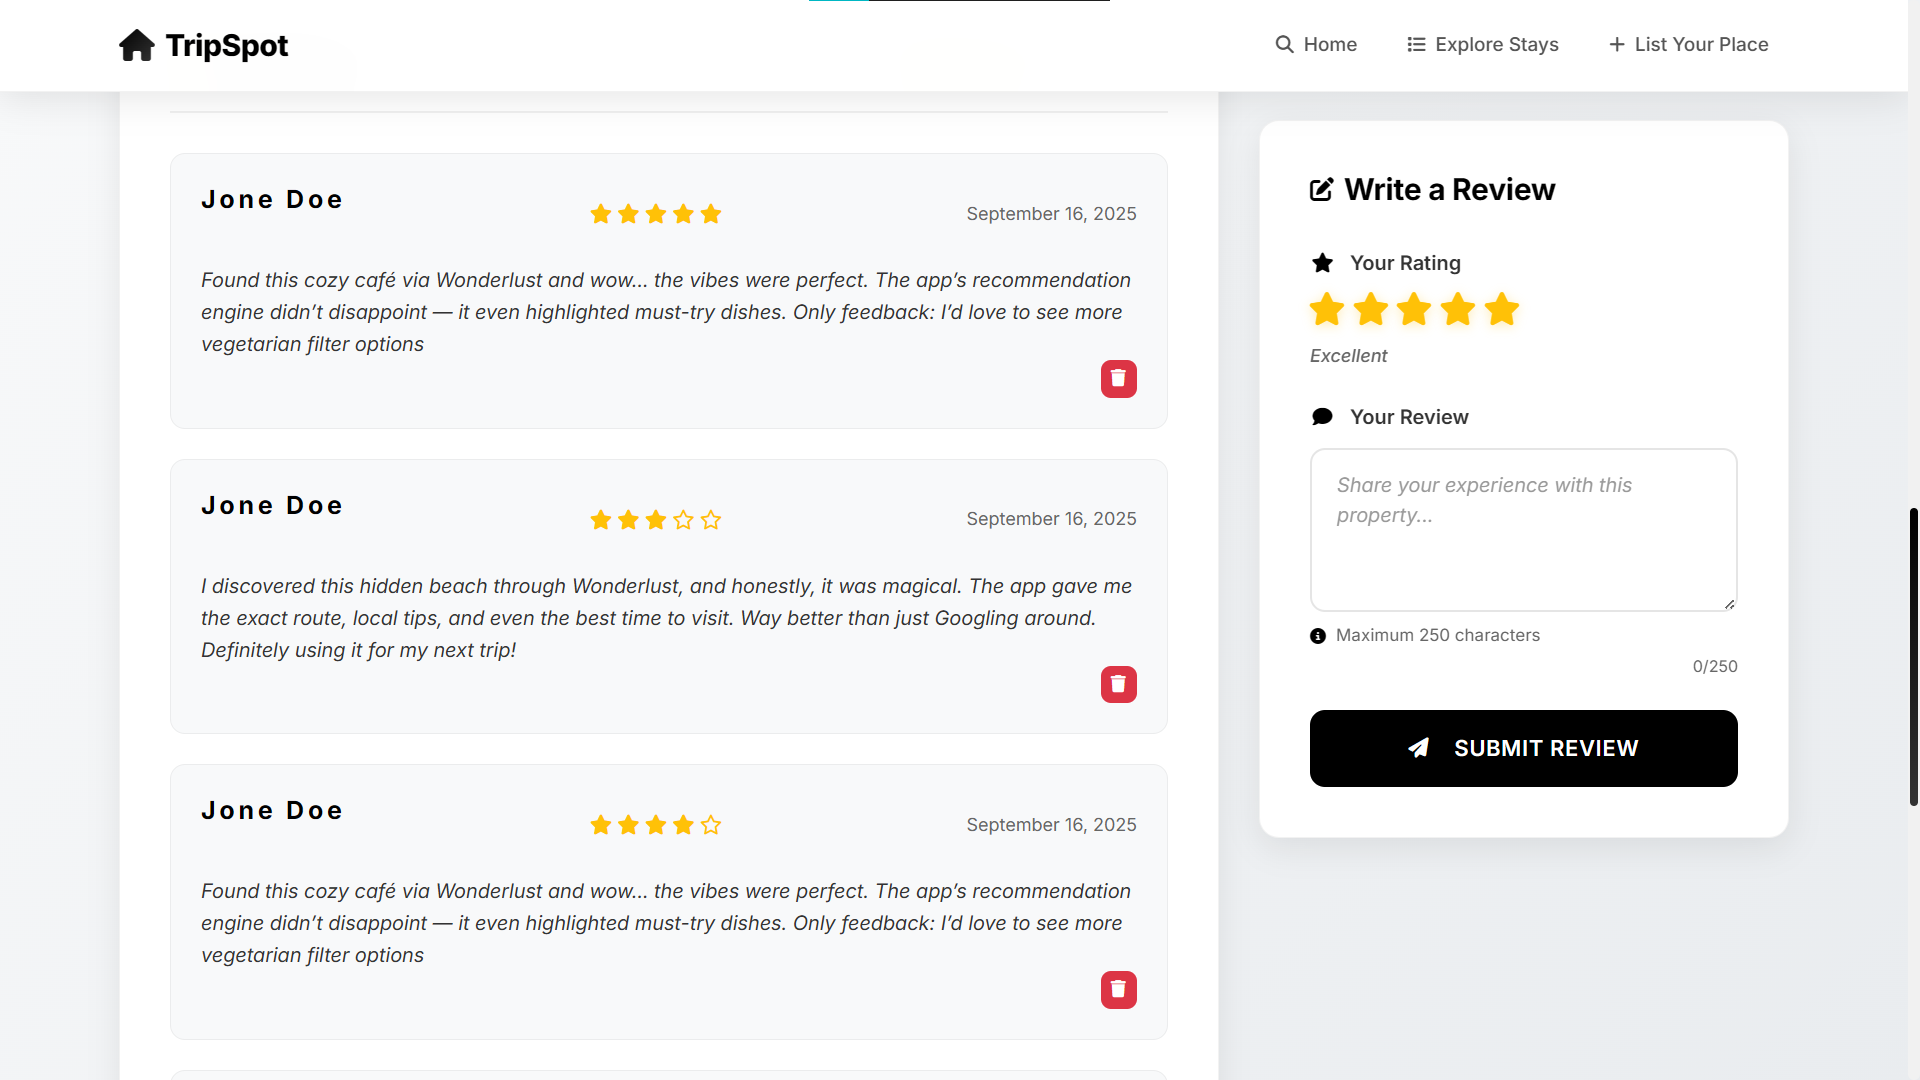 TripSpot
Home
Explore Stays
List Your Place
Jone Doe
September 16, 2025
Found this cozy café via Wonderlust and wow... the vibes were perfect. The app’s recommendation
engine didn’t disappoint — it even highlighted must-try dishes. Only feedback: I’d love to see more
vegetarian filter options
Jone Doe
September 16, 2025
I discovered this hidden beach through Wonderlust, and honestly, it was magical. The app gave me
the exact route, local tips, and even the best time to visit. Way better than just Googling around.
Definitely using it for my next trip!
Jone Doe
September 16, 2025
Found this cozy café via Wonderlust and wow... the vibes were perfect. The app’s recommendation
engine didn’t disappoint — it even highlighted must-try dishes. Only feedback: I’d love to see more
vegetarian filter options
Write a Review
Your Rating
Excellent
Your Review
Share your experience with this
property...
Maximum 250 characters
0/250
SUBMIT REVIEW